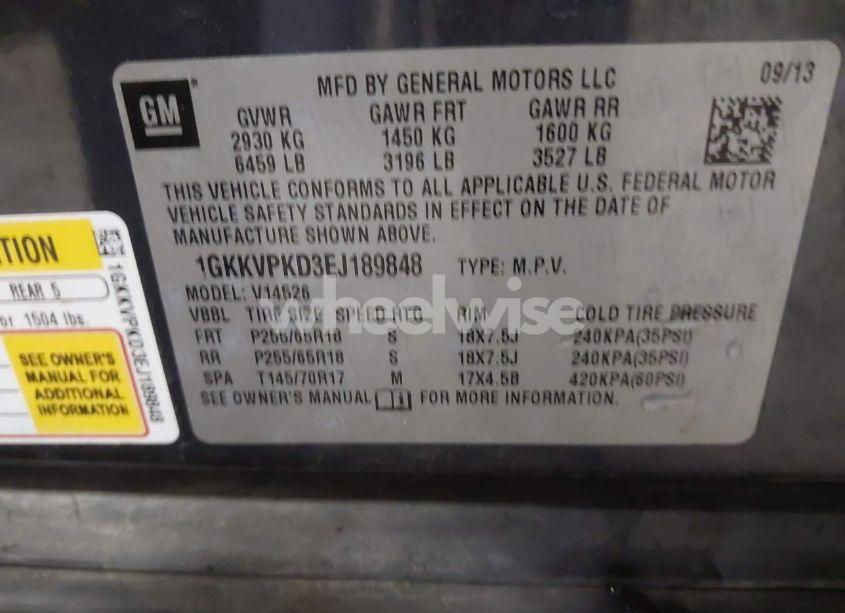 MFD BY GENERAL MOTORS LLC
09/13
GM
GVWR GAWR FRT GAWR RR
2930 KG 1450 KG 1600 KG
6459 LB 3196 LB 3527 LB
THIS VEHICLE CONFORMS TO ALL APPLICABLE U.S. FEDERAL MOTOR
VEHICLE SAFETY STANDARDS IN EFFECT ON THE DATE OF
MANUFACTURE SHOWN ABOVE.
1GKKVPKD3EJ189848 TYPE: M.P.V.
MODEL: V14526
VBBL TIRE SIZE SPEED RTG RIM COLD TIRE PRESSURE
FRT P255/65R18 S 18X7.5J 240KPA(35PSI)
RR P255/65R18 S 18X7.5J 240KPA(35PSI)
SPA T145/70R17 M 17X4.5B 420KPA(60PSI)
SEE OWNER'S MANUAL FOR MORE INFORMATION.
wheelwise
TION
REAR 5
or 1504 lbs.
SEE OWNER'S
MANUAL FOR
ADDITIONAL
INFORMATION
1GKKVPKD3EJ189848